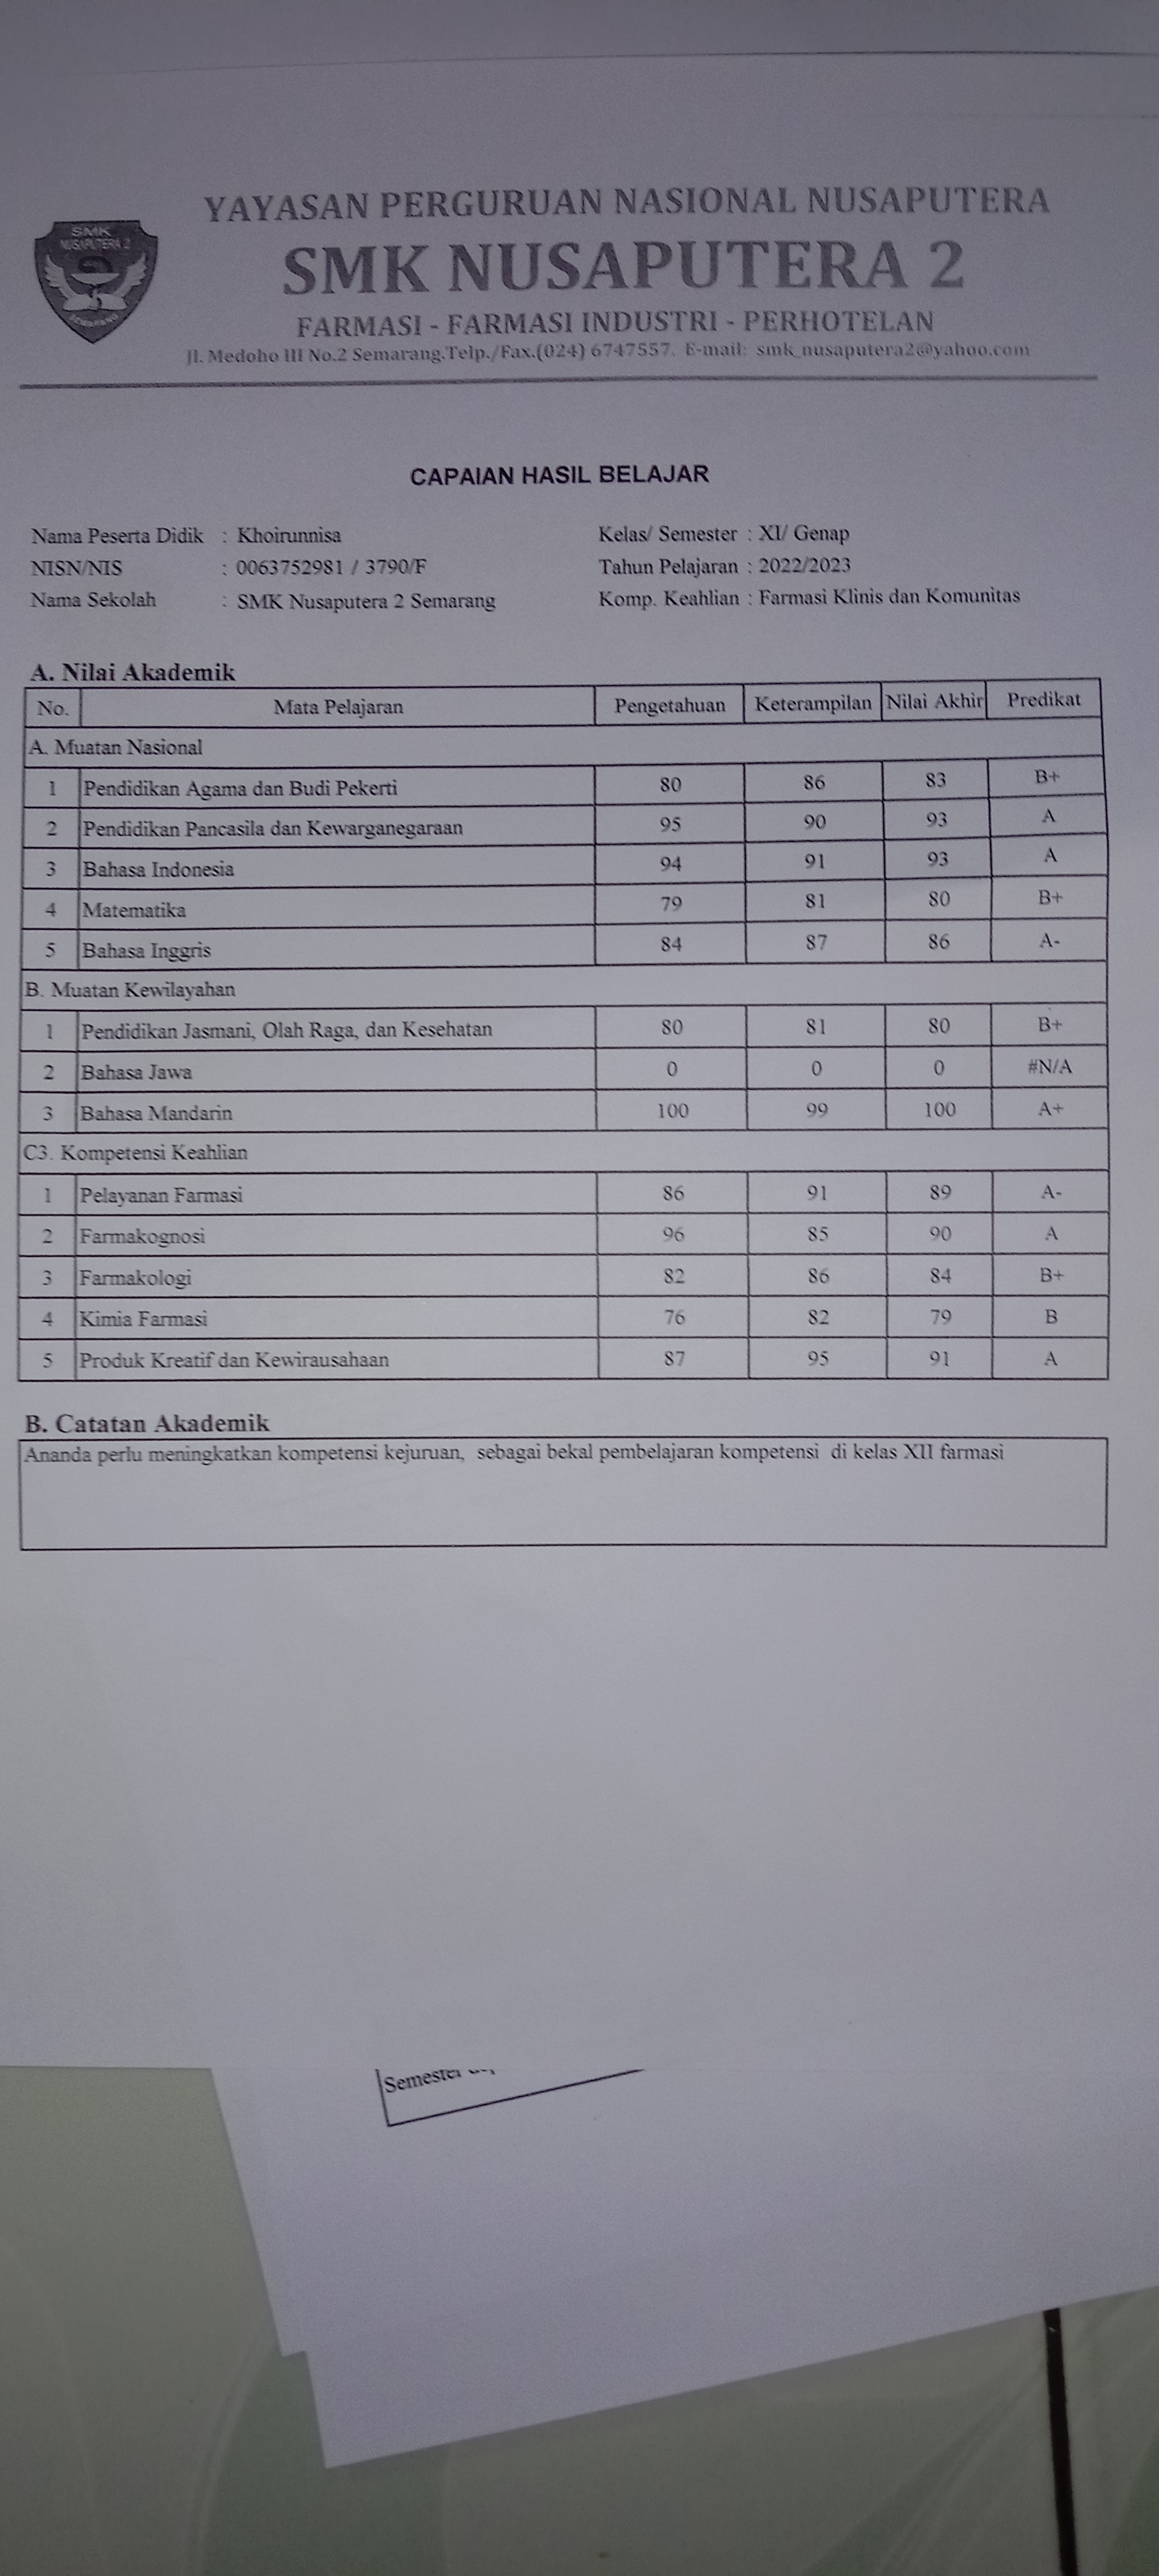 SMK
NUSAPUTERA 2
SEMARANG
YAYASAN PERGURUAN NASIONAL NUSAPUTERA
SMK NUSAPUTERA 2
FARMASI - FARMASI INDUSTRI - PERHOTELAN
Jl. Medoho III No.2 Semarang.Telp./Fax.(024) 6747557. E-mail: smk_nusaputera2@yahoo.com
CAPAIAN HASIL BELAJAR
Nama Peserta Didik : Khoirunnisa Kelas/ Semester : XI/ Genap
NISN/NIS : 0063752981 / 3790/F Tahun Pelajaran : 2022/2023
Nama Sekolah : SMK Nusaputera 2 Semarang Komp. Keahlian : Farmasi Klinis dan Komunitas
A. Nilai Akademik
No. Mata Pelajaran Pengetahuan Keterampilan Nilai Akhir Predikat
A. Muatan Nasional
1 Pendidikan Agama dan Budi Pekerti 80 86 83 B+
2 Pendidikan Pancasila dan Kewarganegaraan 95 90 93 A
3 Bahasa Indonesia 94 91 93 A
4 Matematika 79 81 80 B+
5 Bahasa Inggris 84 87 86 A-
B. Muatan Kewilayahan
1 Pendidikan Jasmani, Olah Raga, dan Kesehatan 80 81 80 B+
2 Bahasa Jawa 0 0 0 #N/A
3 Bahasa Mandarin 100 99 100 A+
C3. Kompetensi Keahlian
1 Pelayanan Farmasi 86 91 89 A-
2 Farmakognosi 96 85 90 A
3 Farmakologi 82 86 84 B+
4 Kimia Farmasi 76 82 79 B
5 Produk Kreatif dan Kewirausahaan 87 95 91 A
B. Catatan Akademik
Ananda perlu meningkatkan kompetensi kejuruan, sebagai bekal pembelajaran kompetensi di kelas XII farmasi
Semester